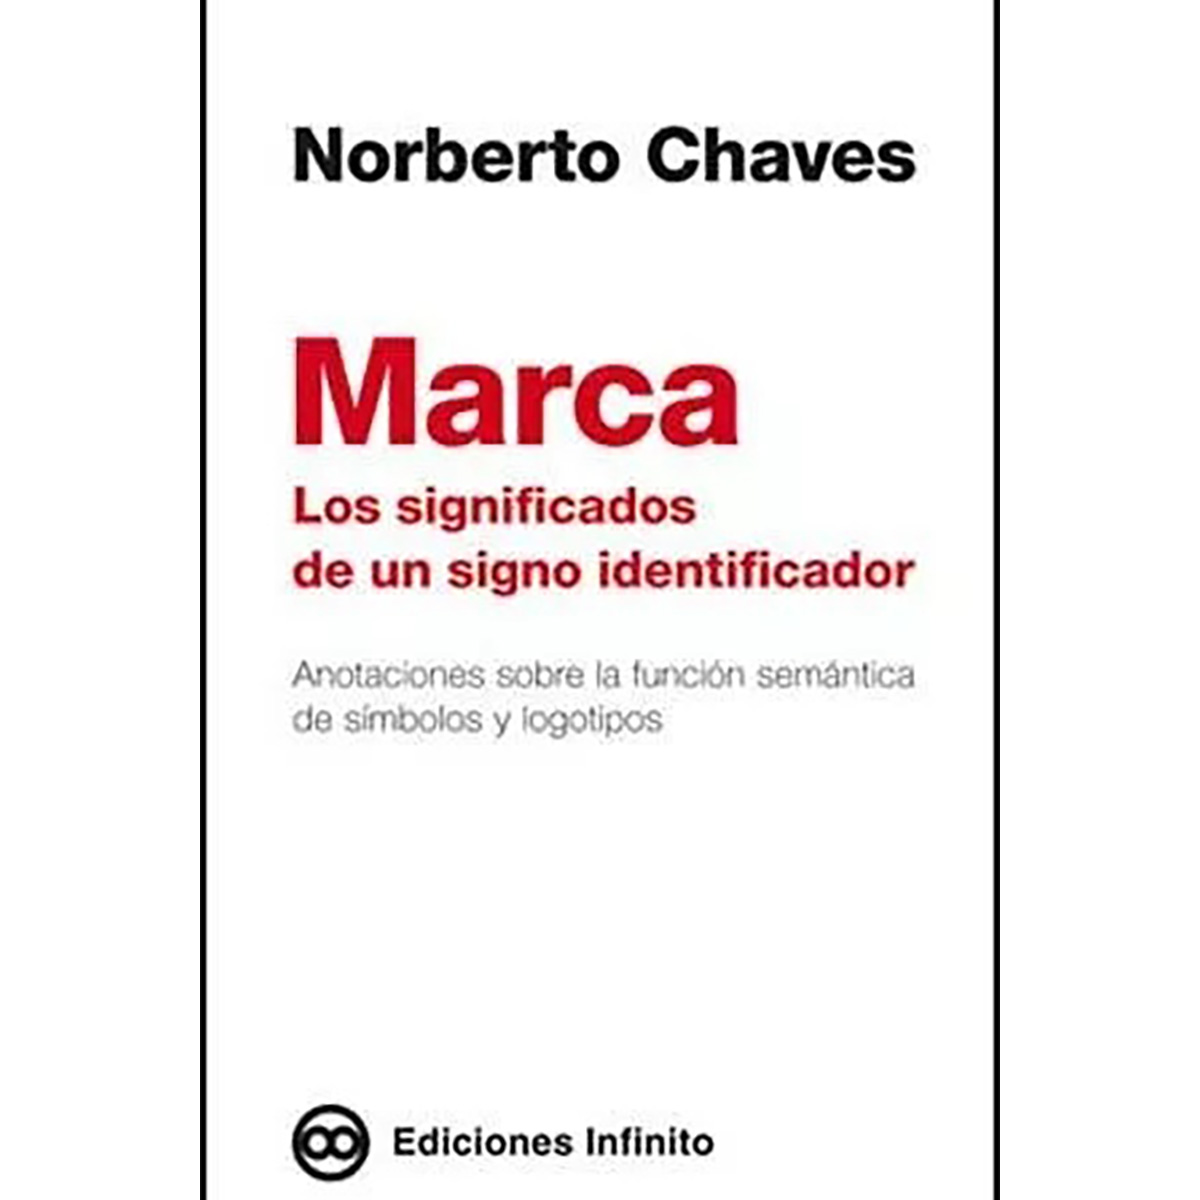 Norberto Chaves
Marca
Los significados
de un signo identificador
Anotaciones sobre la función semántica
de símbolos y logotipos
Ediciones Infinito